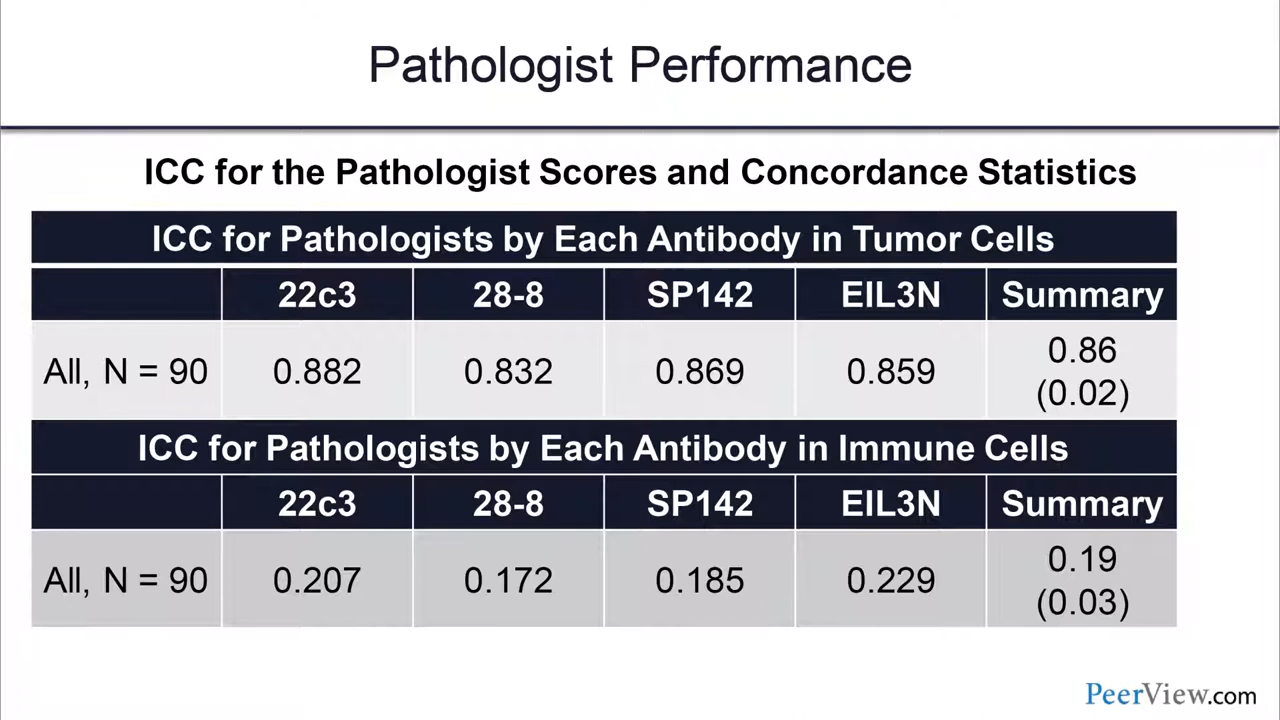 Pathologist Performance
ICC for the Pathologist Scores and Concordance Statistics
ICC for Pathologists by Each Antibody in Tumor Cells
22c3 28-8 SP142 EIL3N Summary
All, N = 90 0.882 0.832 0.869 0.859 0.86 (0.02)
ICC for Pathologists by Each Antibody in Immune Cells
22c3 28-8 SP142 EIL3N Summary
All, N = 90 0.207 0.172 0.185 0.229 0.19 (0.03)
PeerView.com